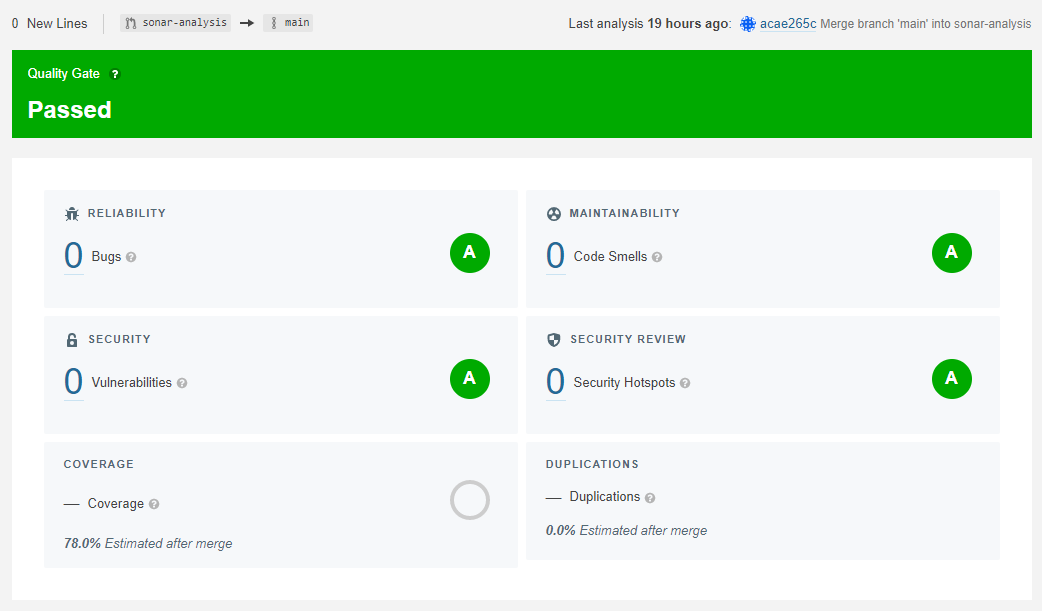 0 New Lines sonar-analysis → main Last analysis 19 hours ago: acae265c Merge branch 'main' into sonar-analysis
Quality Gate ?
Passed
RELIABILITY
0 Bugs ?
A
MAINTAINABILITY
0 Code Smells ?
A
SECURITY
0 Vulnerabilities ?
A
SECURITY REVIEW
0 Security Hotspots ?
A
COVERAGE
— Coverage ?
78.0% Estimated after merge
DUPLICATIONS
— Duplications ?
0.0% Estimated after merge